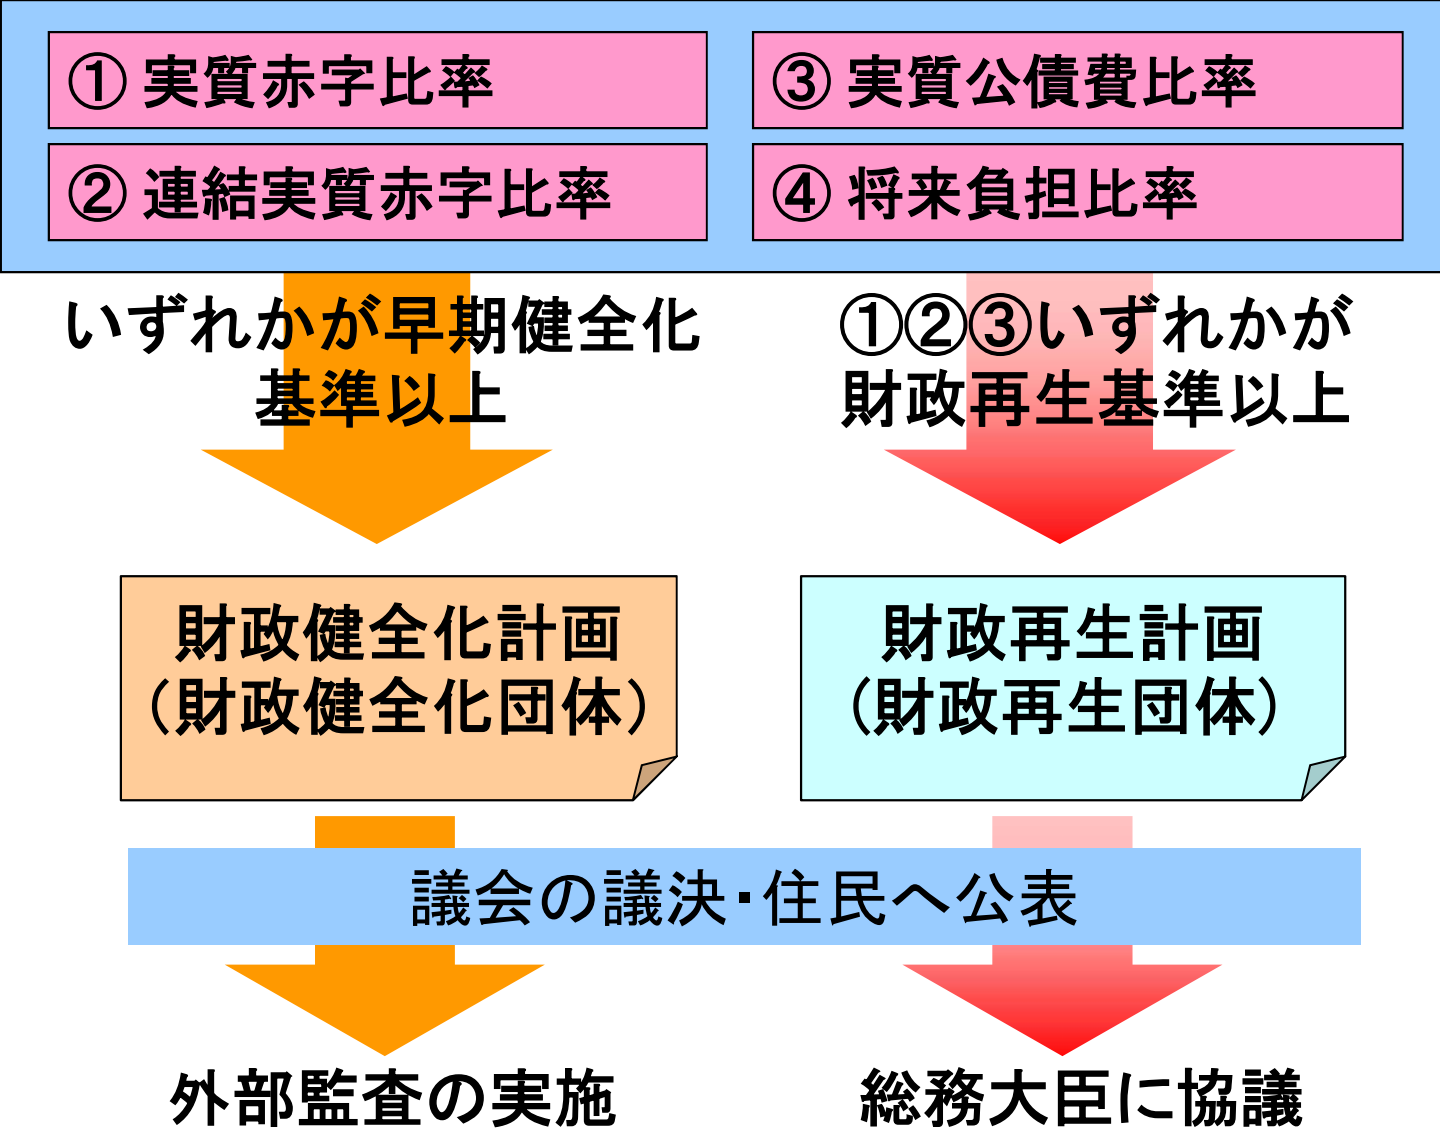 ① 実質赤字比率
② 連結実質赤字比率
③ 実質公債費比率
④ 将来負担比率
いずれかが早期健全化
基準以上
①②③いずれかが
財政再生基準以上
財政健全化計画
（財政健全化団体）
財政再生計画
（財政再生団体）
議会の議決・住民へ公表
外部監査の実施
総務大臣に協議